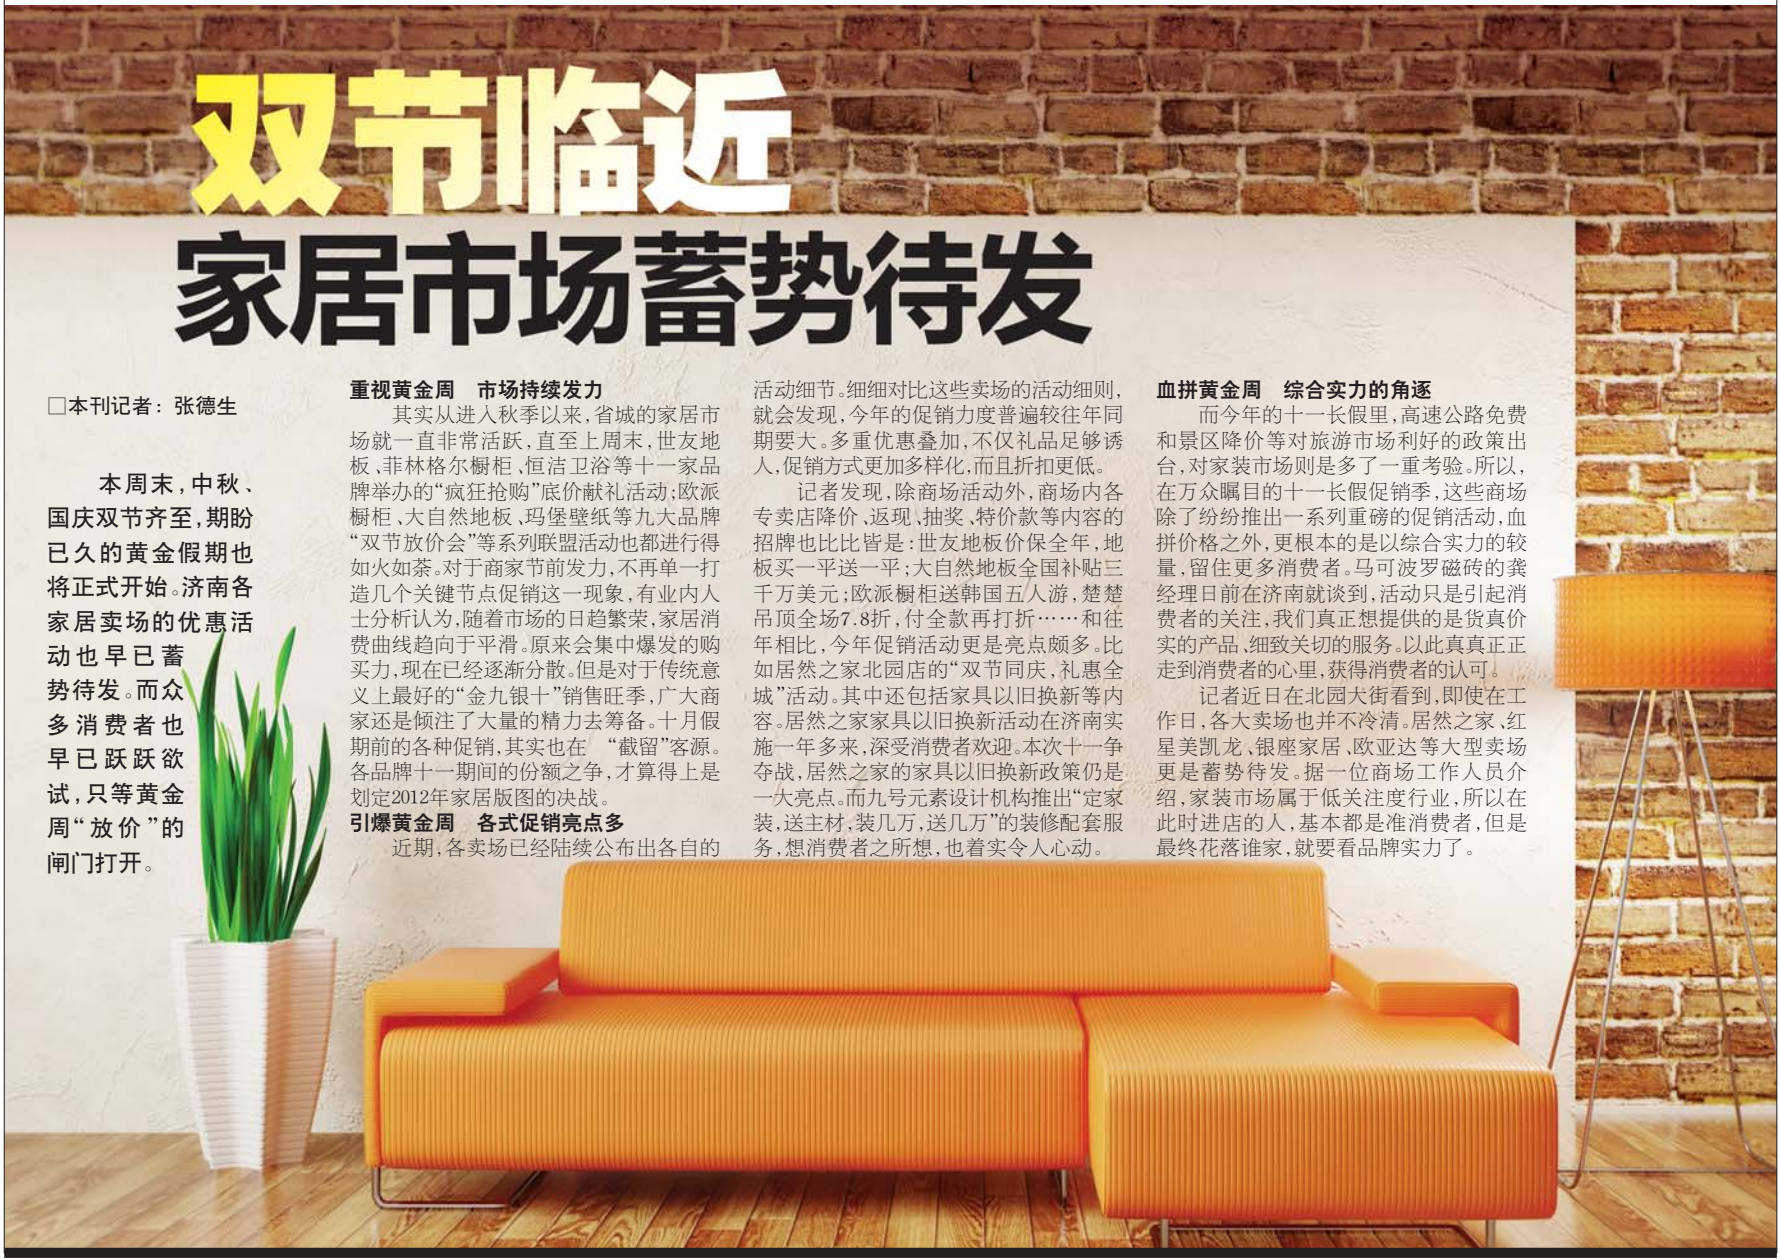 双节临近
家居市场蓄势待发
□本刊记者：张德生
本周末，中秋、
国庆双节齐至，期盼
已久的黄金假期也
将正式开始。济南各
家居卖场的优惠活
动也早已蓄
势待发。而众
多消费者也
早已跃跃欲
试，只等黄金
周“放价”的
闸门打开。
重视黄金周　市场持续发力
其实从进入秋季以来，省城的家居市
场就一直非常活跃，直至上周末，世友地
板、菲林格尔橱柜、恒洁卫浴等十一家品
牌举办的“疯狂抢购”底价献礼活动；欧派
橱柜、大自然地板、玛堡壁纸等九大品牌
“双节放价会”等系列联盟活动也都进行得
如火如荼。对于商家节前发力，不再单一打
造几个关键节点促销这一现象，有业内人
士分析认为，随着市场的日趋繁荣，家居消
费曲线趋向于平滑。原来会集中爆发的购
买力，现在已经逐渐分散。但是对于传统意
义上最好的“金九银十”销售旺季，广大商
家还是倾注了大量的精力去筹备。十月假
期前的各种促销，其实也在　“截留”客源。
各品牌十一期间的份额之争，才算得上是
划定2012年家居版图的决战。
引爆黄金周　各式促销亮点多
近期，各卖场已经陆续公布出各自的
活动细节。细细对比这些卖场的活动细则，
就会发现，今年的促销力度普遍较往年同
期要大。多重优惠叠加，不仅礼品足够诱
人，促销方式更加多样化，而且折扣更低。
记者发现，除商场活动外，商场内各
专卖店降价、返现、抽奖、特价款等内容的
招牌也比比皆是：世友地板价保全年，地
板买一平送一平；大自然地板全国补贴三
千万美元；欧派橱柜送韩国五人游，楚楚
吊顶全场7.8折，付全款再打折……和往
年相比，今年促销活动更是亮点颇多。比
如居然之家北园店的“双节同庆，礼惠全
城”活动。其中还包括家具以旧换新等内
容。居然之家家具以旧换新活动在济南实
施一年多来，深受消费者欢迎。本次十一争
夺战，居然之家的家具以旧换新政策仍是
一大亮点。而九号元素设计机构推出“定家
装，送主材，装几万，送几万”的装修配套服
务，想消费者之所想，也着实令人心动。
血拼黄金周　综合实力的角逐
而今年的十一长假里，高速公路免费
和景区降价等对旅游市场利好的政策出
台，对家装市场则是多了一重考验。所以，
在万众瞩目的十一长假促销季，这些商场
除了纷纷推出一系列重磅的促销活动，血
拼价格之外，更根本的是以综合实力的较
量，留住更多消费者。马可波罗磁砖的龚
经理日前在济南就谈到，活动只是引起消
费者的关注，我们真正想提供的是货真价
实的产品、细致关切的服务。以此真真正正
走到消费者的心里，获得消费者的认可。
记者近日在北园大街看到，即使在工
作日，各大卖场也并不冷清。居然之家、红
星美凯龙、银座家居、欧亚达等大型卖场
更是蓄势待发。据一位商场工作人员介
绍，家装市场属于低关注度行业，所以在
此时进店的人，基本都是准消费者，但是
最终花落谁家，就要看品牌实力了。